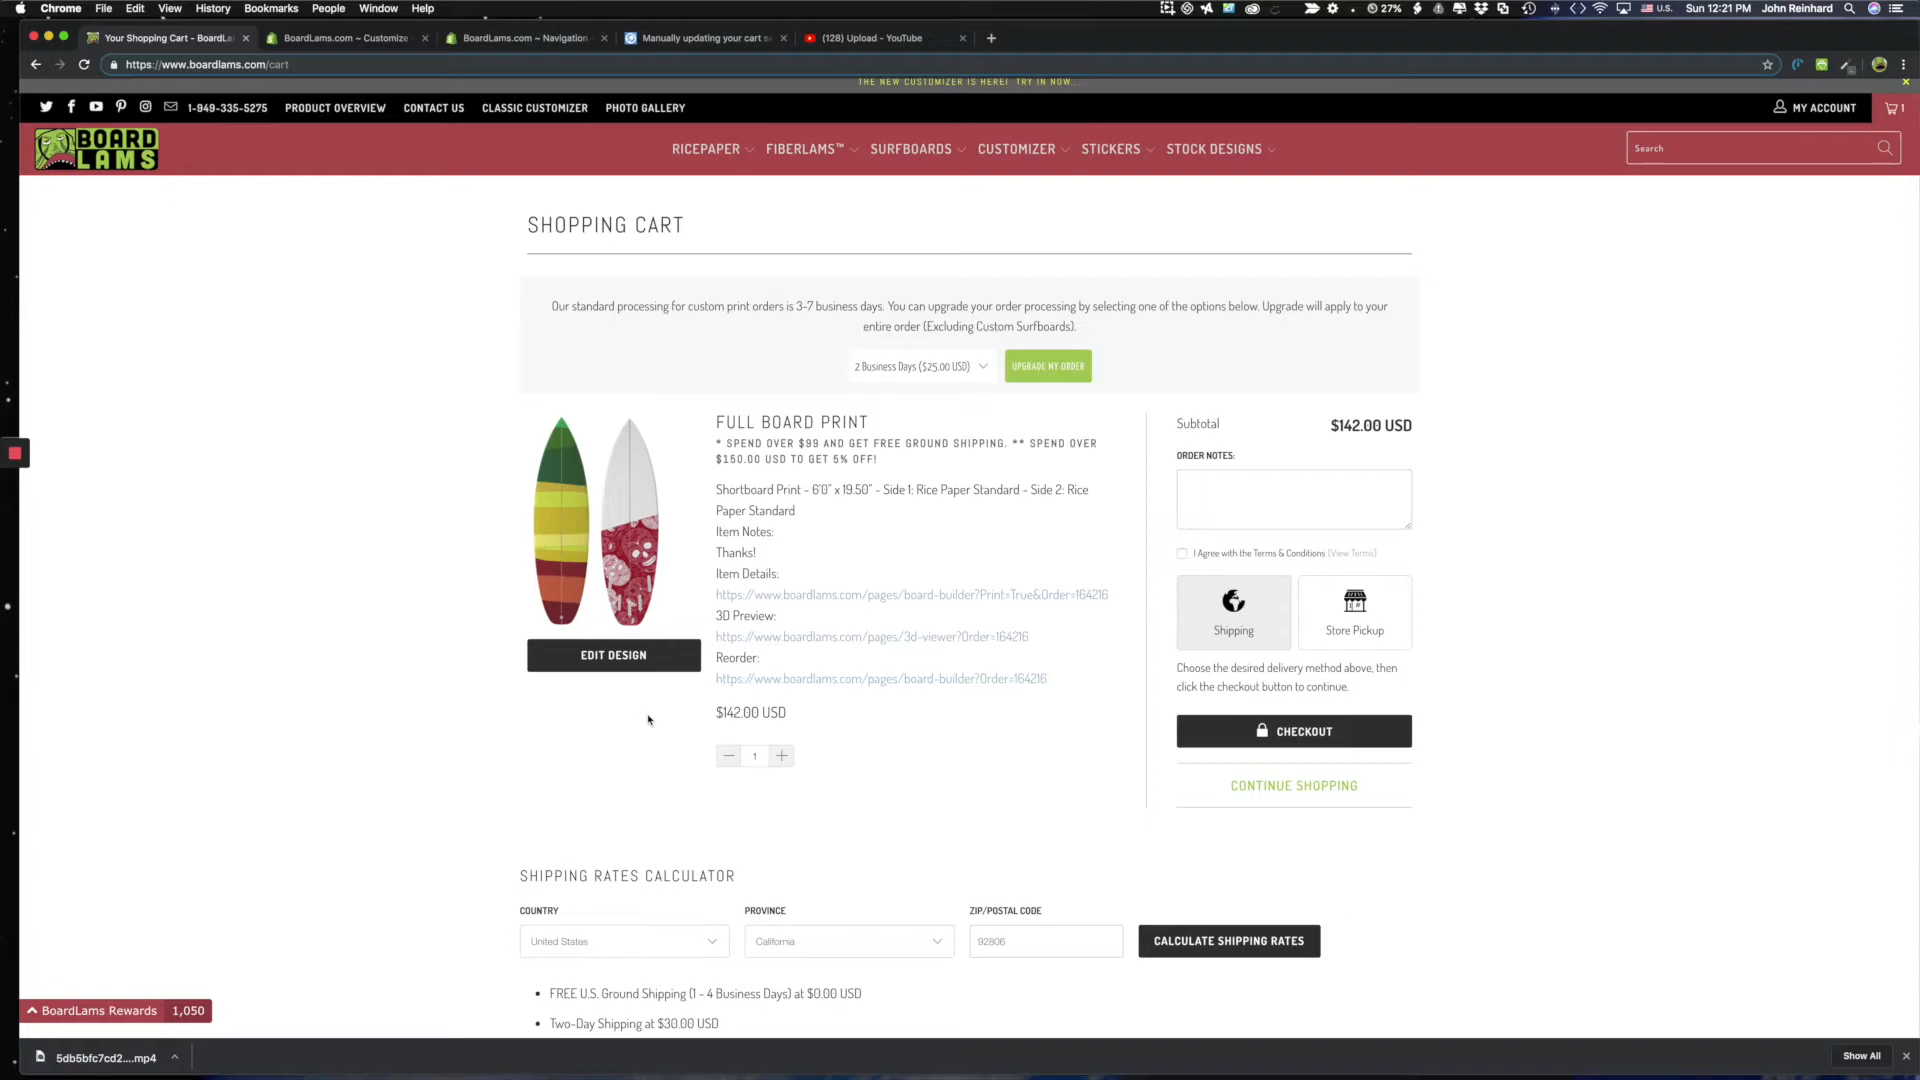 Chrome File Edit View History Bookmarks People Window Help 27% U.S. Sun 12:21 PM John Reinhard
Your Shopping Cart - BoardLa BoardLams.com ~ Customize BoardLams.com ~ Navigation Manually updating your cart s (128) Upload - YouTube
https://www.boardlams.com/cart
THE NEW CUSTOMIZER IS HERE! TRY IN NOW...
1-949-335-5275 PRODUCT OVERVIEW CONTACT US CLASSIC CUSTOMIZER PHOTO GALLERY MY ACCOUNT 1
BOARD LAMS
RICEPAPER FIBERLAMS™ SURFBOARDS CUSTOMIZER STICKERS STOCK DESIGNS Search
SHOPPING CART
Our standard processing for custom print orders is 3-7 business days. You can upgrade your order processing by selecting one of the options below. Upgrade will apply to your
entire order (Excluding Custom Surfboards).
2 Business Days ($25.00 USD) UPGRADE MY ORDER
FULL BOARD PRINT
* SPEND OVER $99 AND GET FREE GROUND SHIPPING. ** SPEND OVER
$150.00 USD TO GET 5% OFF!
Shortboard Print - 6'0" x 19.50" - Side 1: Rice Paper Standard - Side 2: Rice
Paper Standard
Item Notes:
Thanks!
Item Details:
https://www.boardlams.com/pages/board-builder?Print=True&Order=164216
3D Preview:
https://www.boardlams.com/pages/3d-viewer?Order=164216
Reorder:
https://www.boardlams.com/pages/board-builder?Order=164216
$142.00 USD
1
EDIT DESIGN
Subtotal $142.00 USD
ORDER NOTES:
I Agree with the Terms & Conditions [View Terms]
Shipping Store Pickup
Choose the desired delivery method above, then
click the checkout button to continue.
CHECKOUT
CONTINUE SHOPPING
SHIPPING RATES CALCULATOR
COUNTRY PROVINCE ZIP/POSTAL CODE
United States California 92806 CALCULATE SHIPPING RATES
FREE U.S. Ground Shipping (1 - 4 Business Days) at $0.00 USD
Two-Day Shipping at $30.00 USD
BoardLams Rewards 1,050
5db5bfc7cd2....mp4 Show All